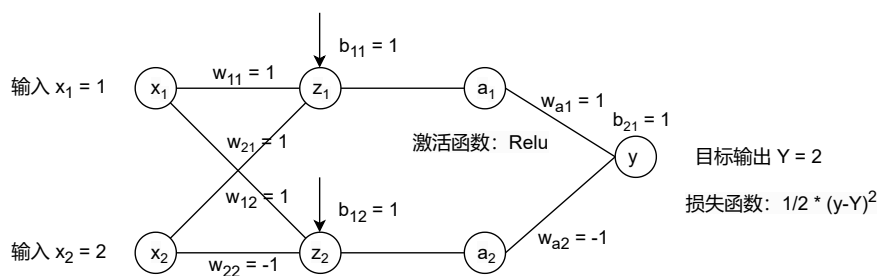 b₁₁ = 1
输入 x₁ = 1
x₁
w₁₁ = 1
z₁
a₁
wₐ₁ = 1
b₂₁ = 1
w₂₁ = 1
激活函数：Relu
y
目标输出 Y = 2
w₁₂ = 1
b₁₂ = 1
损失函数：1/2 * (y-Y)²
输入 x₂ = 2
x₂
w₂₂ = -1
z₂
a₂
wₐ₂ = -1